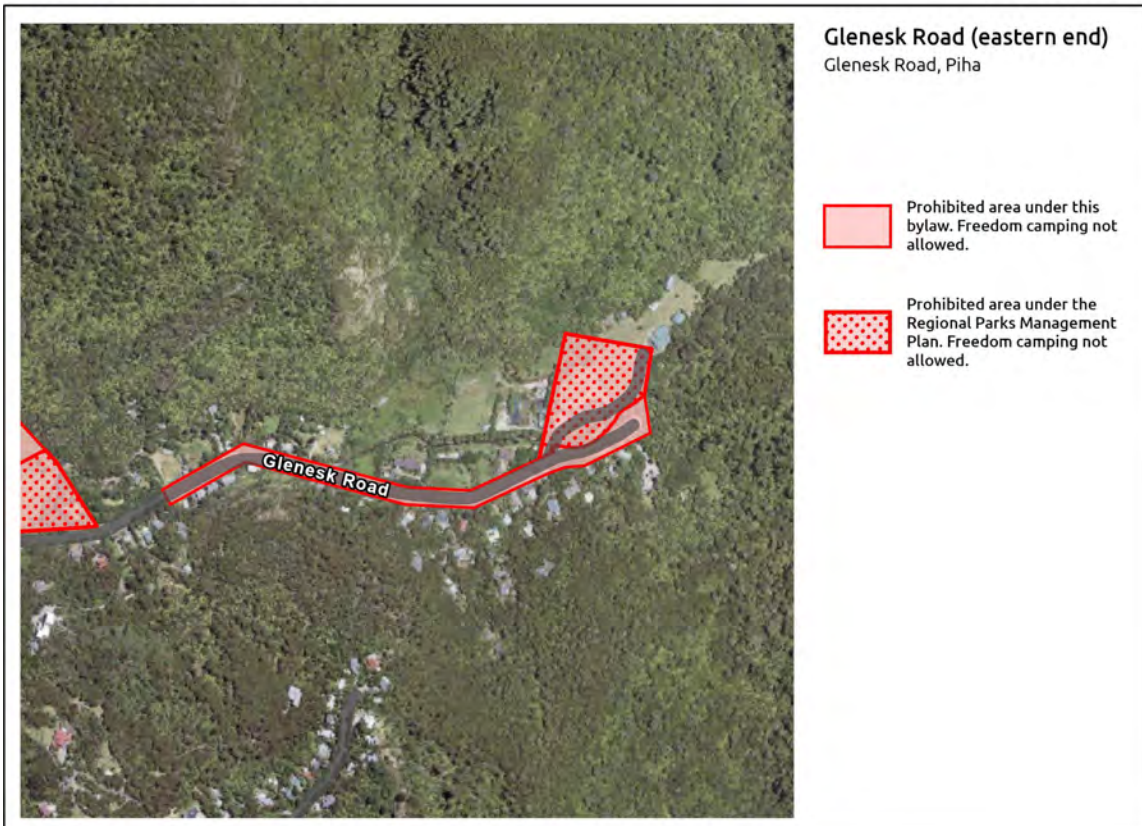 Glenesk Road (eastern end)
Glenesk Road, Piha
Prohibited area under this
bylaw. Freedom camping not
allowed.
Prohibited area under the
Regional Parks Management
Plan. Freedom camping not
allowed.
Glenesk Road